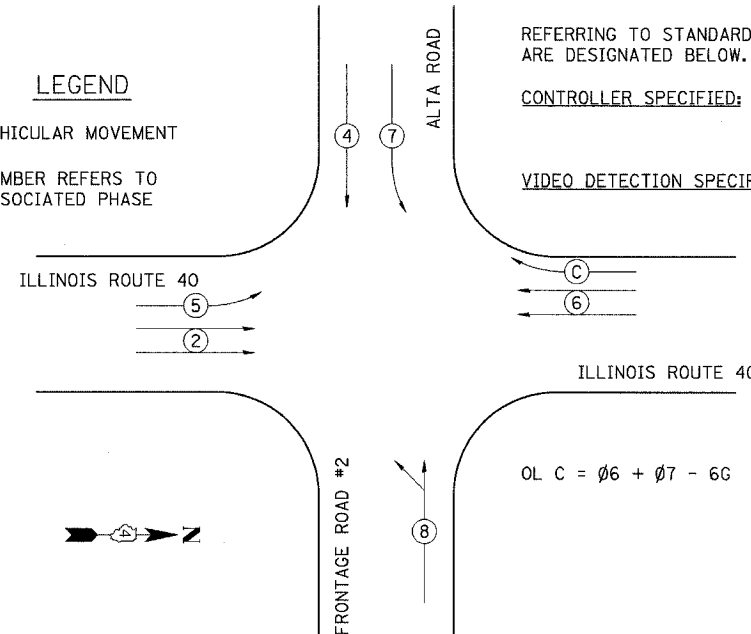 LEGEND
HICULAR MOVEMENT
MBER REFERS TO
SOCIATED PHASE
REFERRING TO STANDARD
ARE DESIGNATED BELOW.
CONTROLLER SPECIFIED:
VIDEO DETECTION SPECIF
ALTA ROAD
4
7
ILLINOIS ROUTE 40
5
2
C
6
ILLINOIS ROUTE 40
OL C = Ø6 + Ø7 - 6G
FRONTAGE ROAD #2
8
4
N